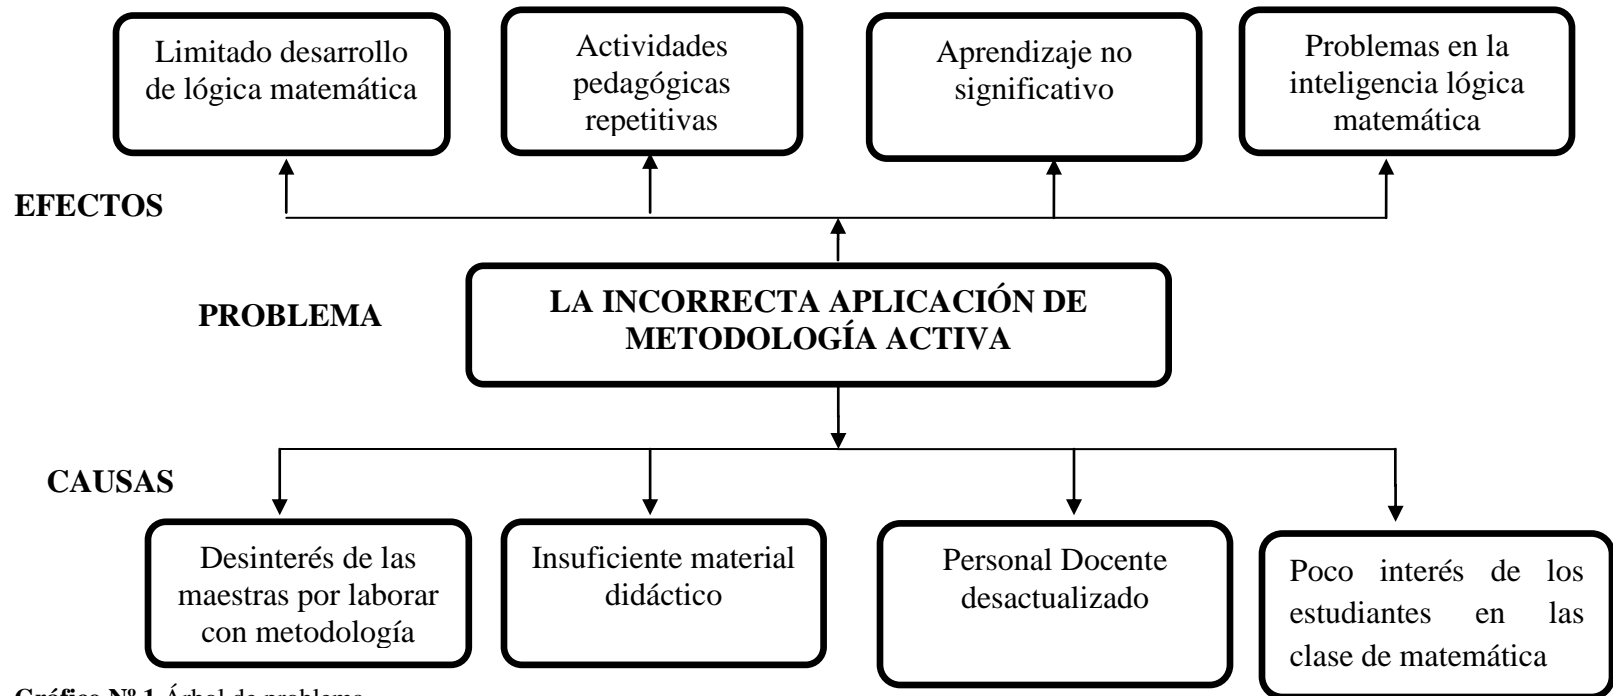 Limitado desarrollo
de lógica matemática
Actividades
pedagógicas
repetitivas
Aprendizaje no
significativo
Problemas en la
inteligencia lógica
matemática
EFECTOS
PROBLEMA
LA INCORRECTA APLICACIÓN DE
METODOLOGÍA ACTIVA
CAUSAS
Desinterés de las
maestras por laborar
con metodología
Insuficiente material
didáctico
Personal Docente
desactualizado
Poco interés de los
estudiantes en las
clase de matemática
Gráfico Nº 1 Árbol de problema